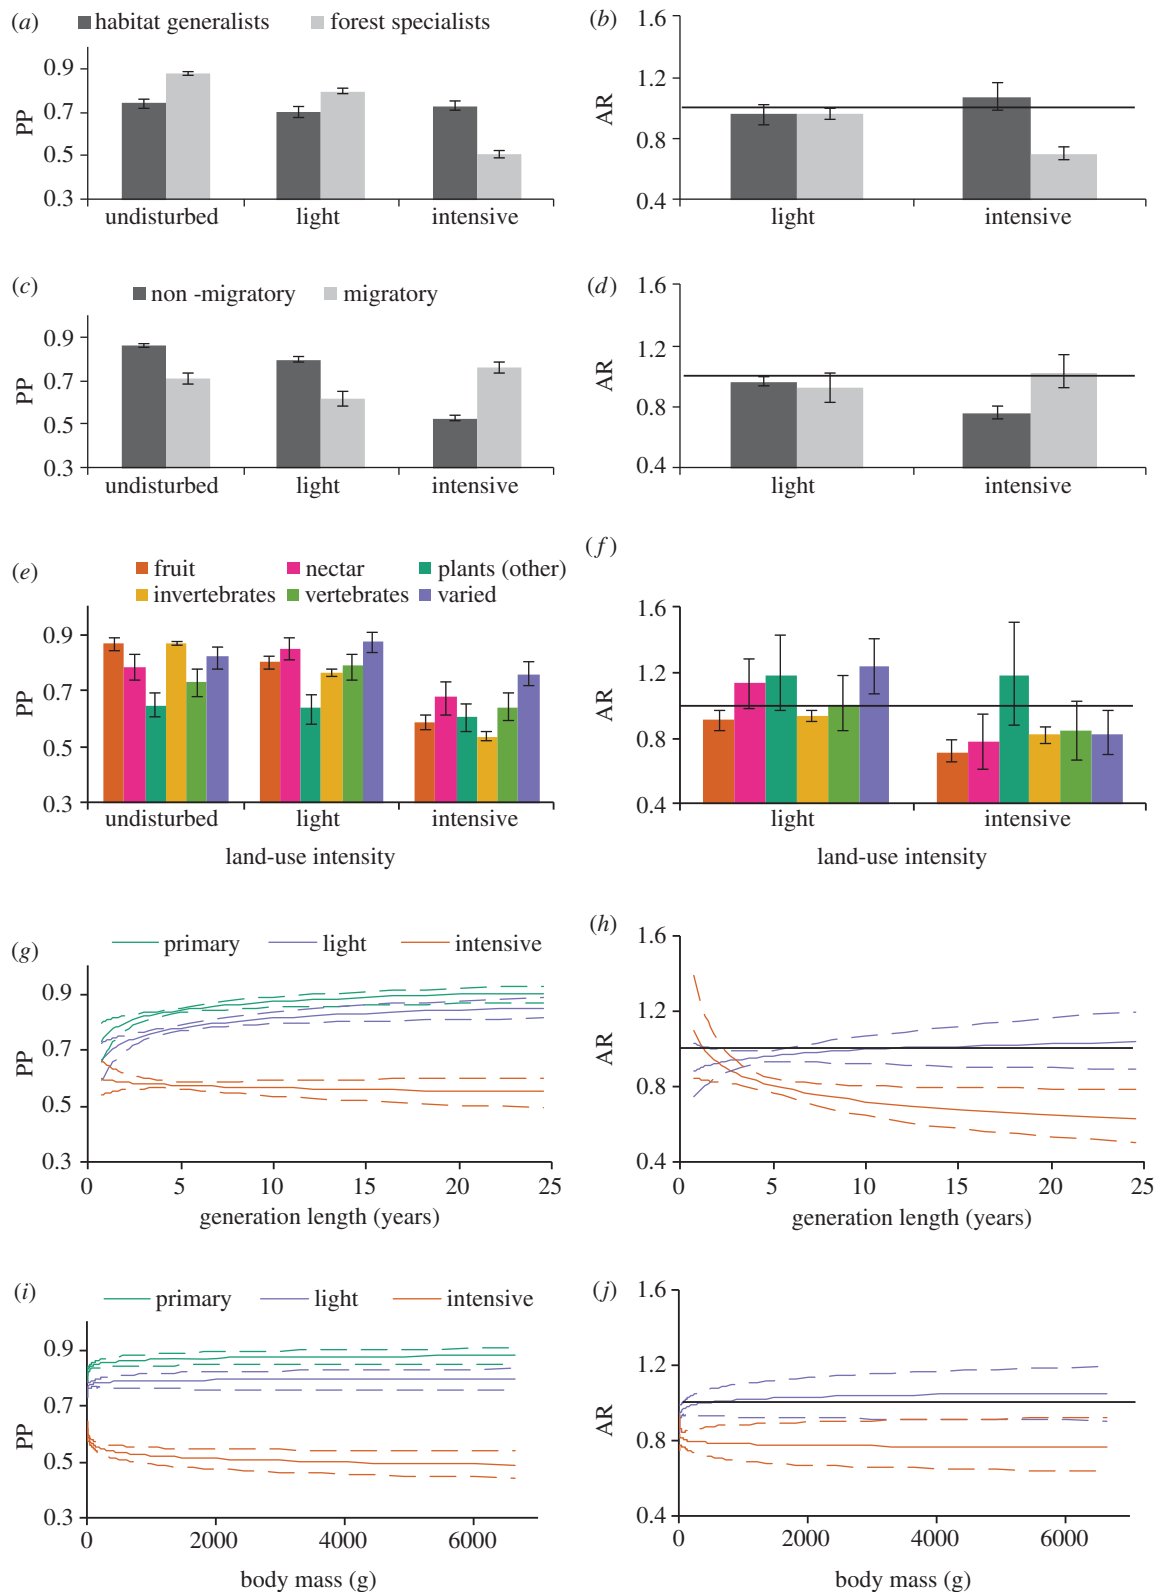 (a)
habitat generalists forest specialists
0.9
0.7
0.5
0.3
PP
undisturbed light intensive
(b)
1.6
1.2
0.8
0.4
AR
light intensive
(c)
non -migratory migratory
0.9
0.7
0.5
0.3
PP
undisturbed light intensive
(d)
1.6
1.2
0.8
0.4
AR
light intensive
(e)
fruit nectar plants (other)
invertebrates vertebrates varied
0.9
0.7
0.5
0.3
PP
undisturbed light intensive
land-use intensity
(f)
1.6
1.2
0.8
0.4
AR
light intensive
land-use intensity
(g)
primary light intensive
0.9
0.7
0.5
0.3
PP
0 5 10 15 20 25
generation length (years)
(h)
1.6
1.2
0.8
0.4
AR
0 5 10 15 20 25
generation length (years)
(i)
primary light intensive
0.9
0.7
0.5
0.3
PP
0 2000 4000 6000
body mass (g)
(j)
1.6
1.2
0.8
0.4
AR
0 2000 4000 6000
body mass (g)